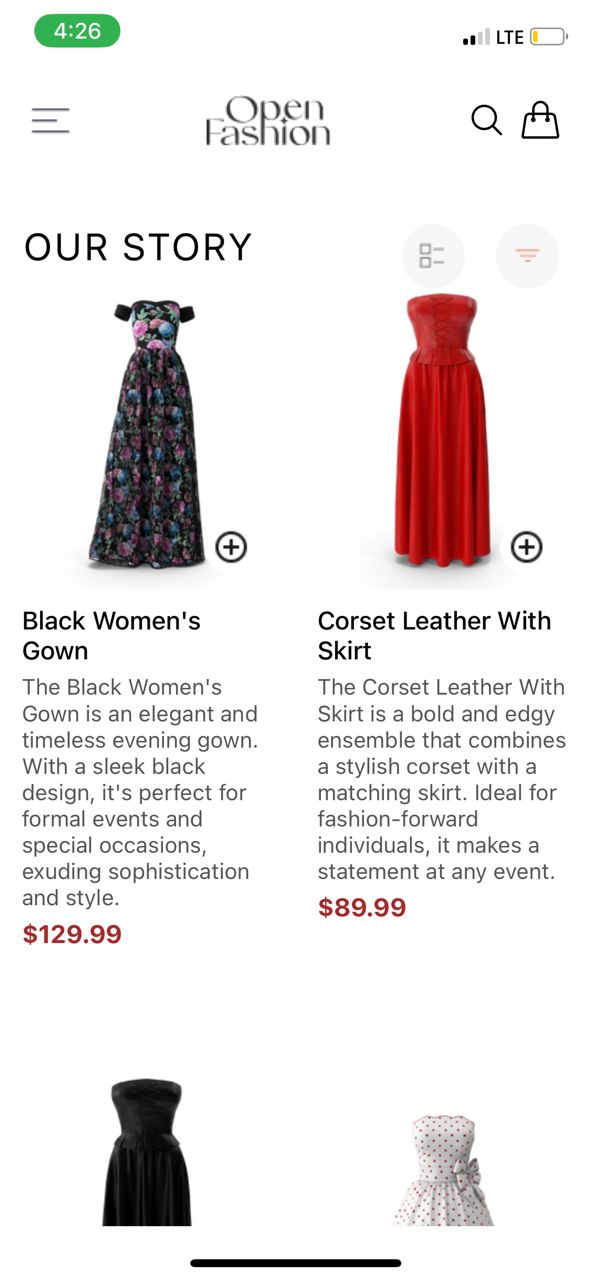 4:26
LTE
Open
Fashion
OUR STORY
Black Women's
Gown
The Black Women's
Gown is an elegant and
timeless evening gown.
With a sleek black
design, it's perfect for
formal events and
special occasions,
exuding sophistication
and style.
$129.99
Corset Leather With
Skirt
The Corset Leather With
Skirt is a bold and edgy
ensemble that combines
a stylish corset with a
matching skirt. Ideal for
fashion-forward
individuals, it makes a
statement at any event.
$89.99